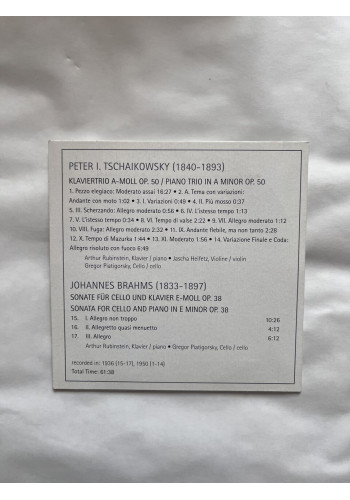 PETER I. TSCHAIKOWSKY (1840-1893)
KLAVIERTRIO A-MOLL OP. 50 / PIANO TRIO IN A MINOR OP. 50
1. Pezzo elegiaco: Moderato assai 16:27 • 2. A. Tema con variazioni:
Andante con moto 1:02 • 3. I. Variazioni 0:49 • 4. II. Più mosso 0:37
5. III. Scherzando: Allegro moderato 0:56 • 6. IV. L'istesso tempo 1:13
7. V. L'istesso tempo 0:34 • 8. VI. Tempo di valse 2:22 • 9. VII. Allegro moderato 1:12
10. VIII. Fuga: Allegro moderato 2:32 • 11. IX. Andante flebile, ma non tanto 2:28
12. X. Tempo di Mazurka 1:44 • 13. XI. Moderato 1:56 • 14. Variazione Finale e Coda:
Allegro risoluto con fuoco 6:49
Arthur Rubinstein, Klavier / piano • Jascha Heifetz, Violine / violin
Gregor Piatigorsky, Cello / cello
JOHANNES BRAHMS (1833-1897)
SONATE FÜR CELLO UND KLAVIER E-MOLL OP. 38
SONATA FOR CELLO AND PIANO IN E MINOR OP. 38
15. I. Allegro non troppo 10:26
16. II. Allegretto quasi menuetto 4:12
17. III. Allegro 6:12
Arthur Rubinstein, Klavier / piano • Gregor Piatigorsky, Cello / cello
recorded in: 1936 (15-17), 1950 (1-14)
Total Time: 61:38